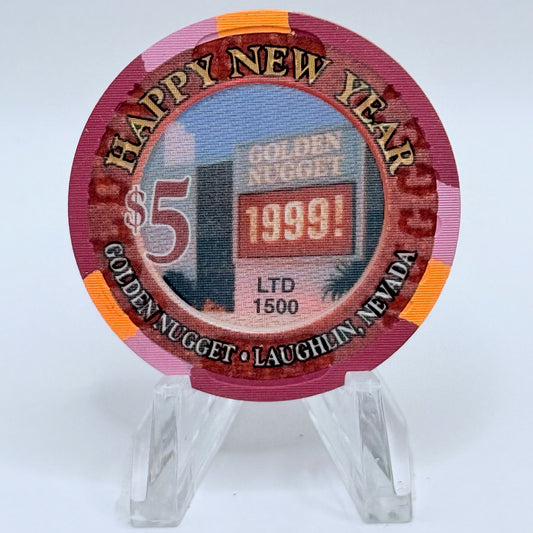 HAPPY NEW YEAR
GOLDEN
NUGGET
1999!
$5
LTD
1500
GOLDEN NUGGET • LAUGHLIN, NEVADA